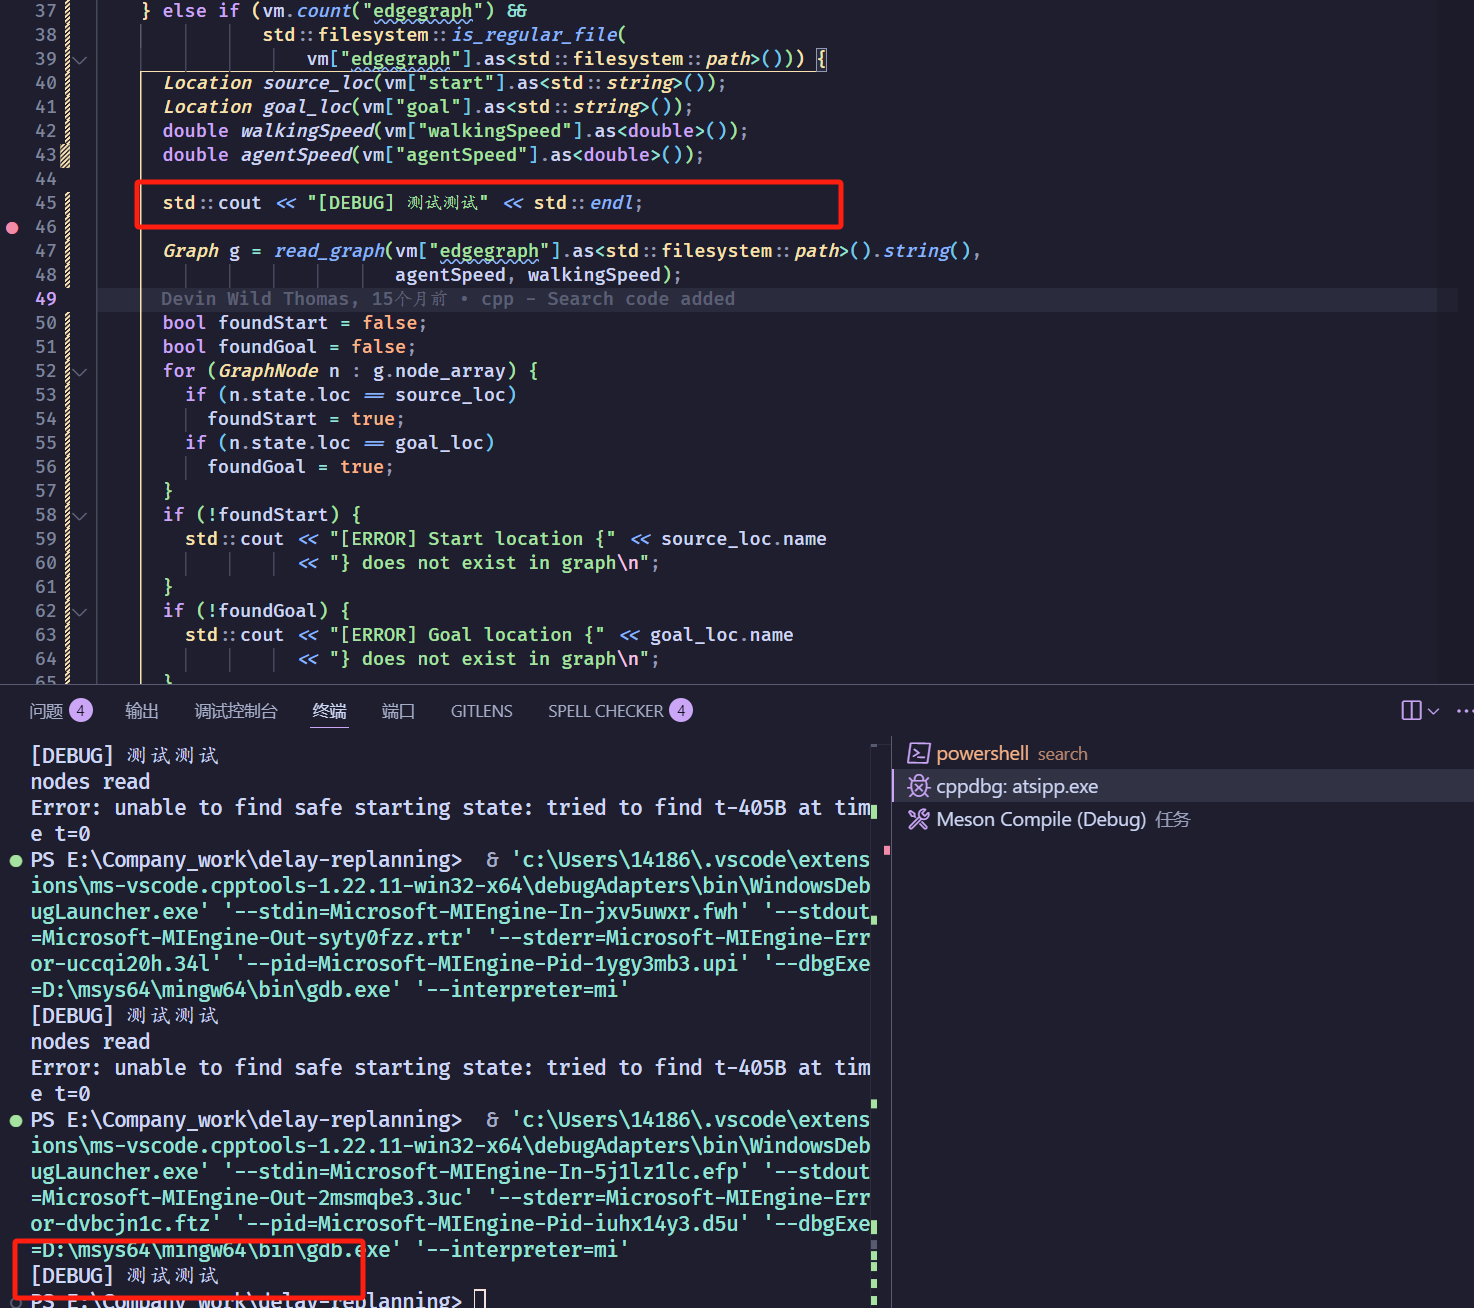 37 } else if (vm.count("edgegraph") &&
38 std::filesystem::is_regular_file(
39 vm["edgegraph"].as<std::filesystem::path>())) {
40 Location source_loc(vm["start"].as<std::string>());
41 Location goal_loc(vm["goal"].as<std::string>());
42 double walkingSpeed(vm["walkingSpeed"].as<double>());
43 double agentSpeed(vm["agentSpeed"].as<double>());
44
45 std::cout << "[DEBUG] 测试测试" << std::endl;
46
47 Graph g = read_graph(vm["edgegraph"].as<std::filesystem::path>().string(),
48 agentSpeed, walkingSpeed);
49 Devin Wild Thomas, 15个月前 • cpp - Search code added
50 bool foundStart = false;
51 bool foundGoal = false;
52 for (GraphNode n : g.node_array) {
53 if (n.state.loc == source_loc)
54 foundStart = true;
55 if (n.state.loc == goal_loc)
56 foundGoal = true;
57 }
58 if (!foundStart) {
59 std::cout << "[ERROR] Start location {" << source_loc.name
60 << "} does not exist in graph\n";
61 }
62 if (!foundGoal) {
63 std::cout << "[ERROR] Goal location {" << goal_loc.name
64 << "} does not exist in graph\n";
65 }
问题 4 输出 调试控制台 终端 端口 GITLENS SPELL CHECKER 4
[DEBUG] 测试测试
nodes read
Error: unable to find safe starting state: tried to find t-405B at tim
e t=0
PS E:\Company_work\delay-replanning> & 'c:\Users\14186\.vscode\extens
ions\ms-vscode.cpptools-1.22.11-win32-x64\debugAdapters\bin\WindowsDeb
ugLauncher.exe' '--stdin=Microsoft-MIEngine-In-jxv5uwxr.fwh' '--stdout
=Microsoft-MIEngine-Out-syty0fzz.rtr' '--stderr=Microsoft-MIEngine-Err
or-uccqi20h.34l' '--pid=Microsoft-MIEngine-Pid-1ygy3mb3.upi' '--dbgExe
=D:\msys64\mingw64\bin\gdb.exe' '--interpreter=mi'
[DEBUG] 测试测试
nodes read
Error: unable to find safe starting state: tried to find t-405B at tim
e t=0
PS E:\Company_work\delay-replanning> & 'c:\Users\14186\.vscode\extens
ions\ms-vscode.cpptools-1.22.11-win32-x64\debugAdapters\bin\WindowsDeb
ugLauncher.exe' '--stdin=Microsoft-MIEngine-In-5j1lz1lc.efp' '--stdout
=Microsoft-MIEngine-Out-2msmqbe3.3uc' '--stderr=Microsoft-MIEngine-Err
or-dvbcjn1c.ftz' '--pid=Microsoft-MIEngine-Pid-iuhx14y3.d5u' '--dbgExe
=D:\msys64\mingw64\bin\gdb.exe' '--interpreter=mi'
[DEBUG] 测试测试
PS E:\Company_work\delay-replanning>
powershell search
cppdbg: atsipp.exe
Meson Compile (Debug) 任务